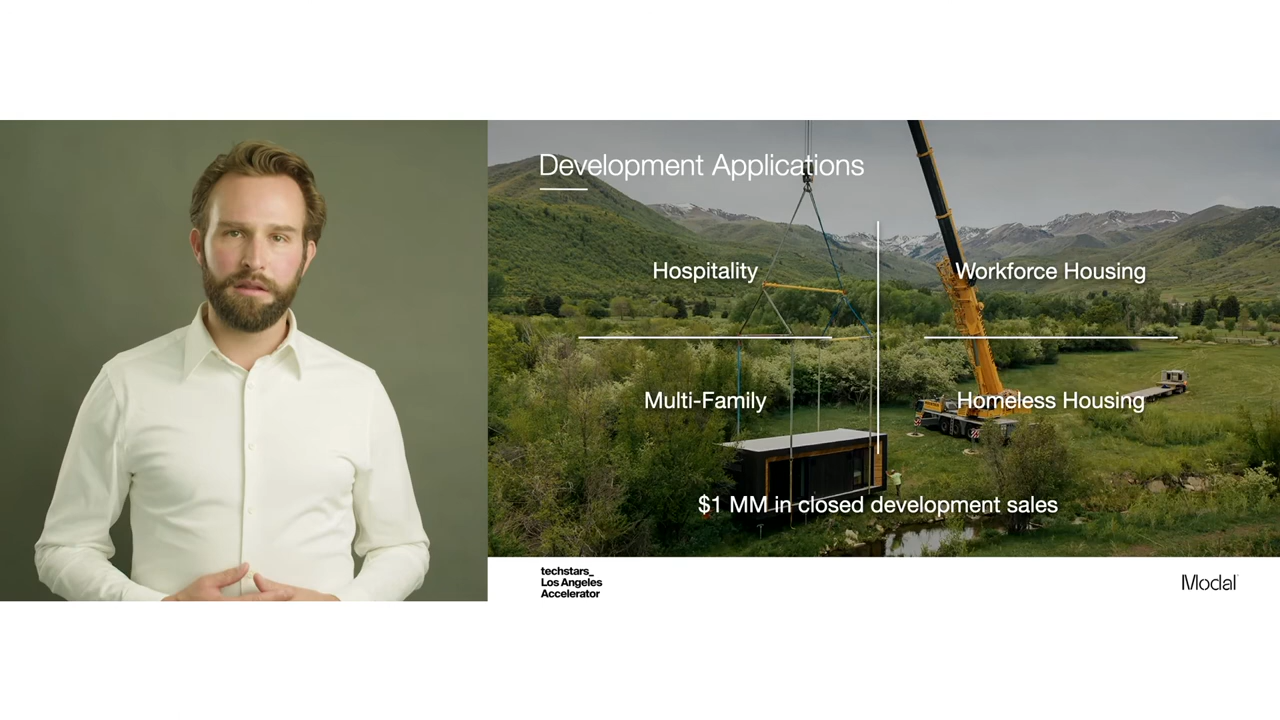 Development Applications
Hospitality
Workforce Housing
Multi-Family
Homeless Housing
$1 MM in closed development sales
techstars_
Los Angeles
Accelerator
Modal